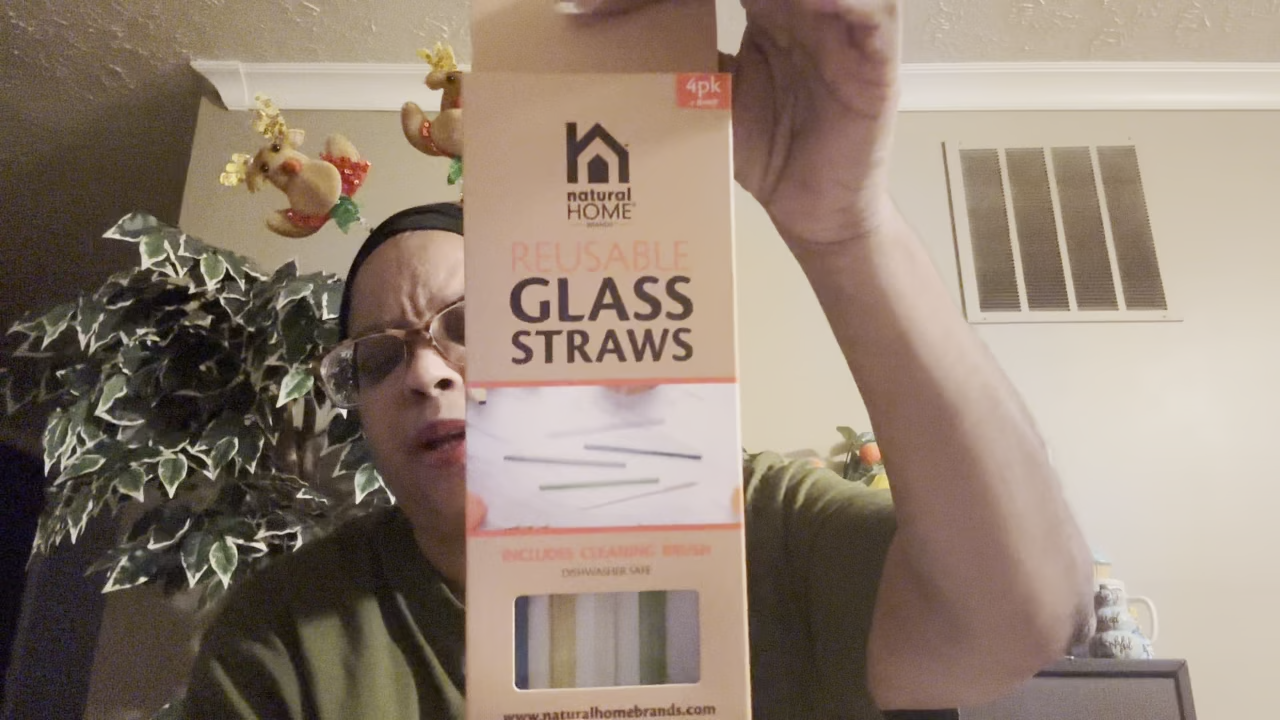 4pk
natural
HOME
REUSABLE
GLASS
STRAWS
INCLUDES CLEANING BRUSH
DISHWASHER SAFE
www.naturalhomebrands.com